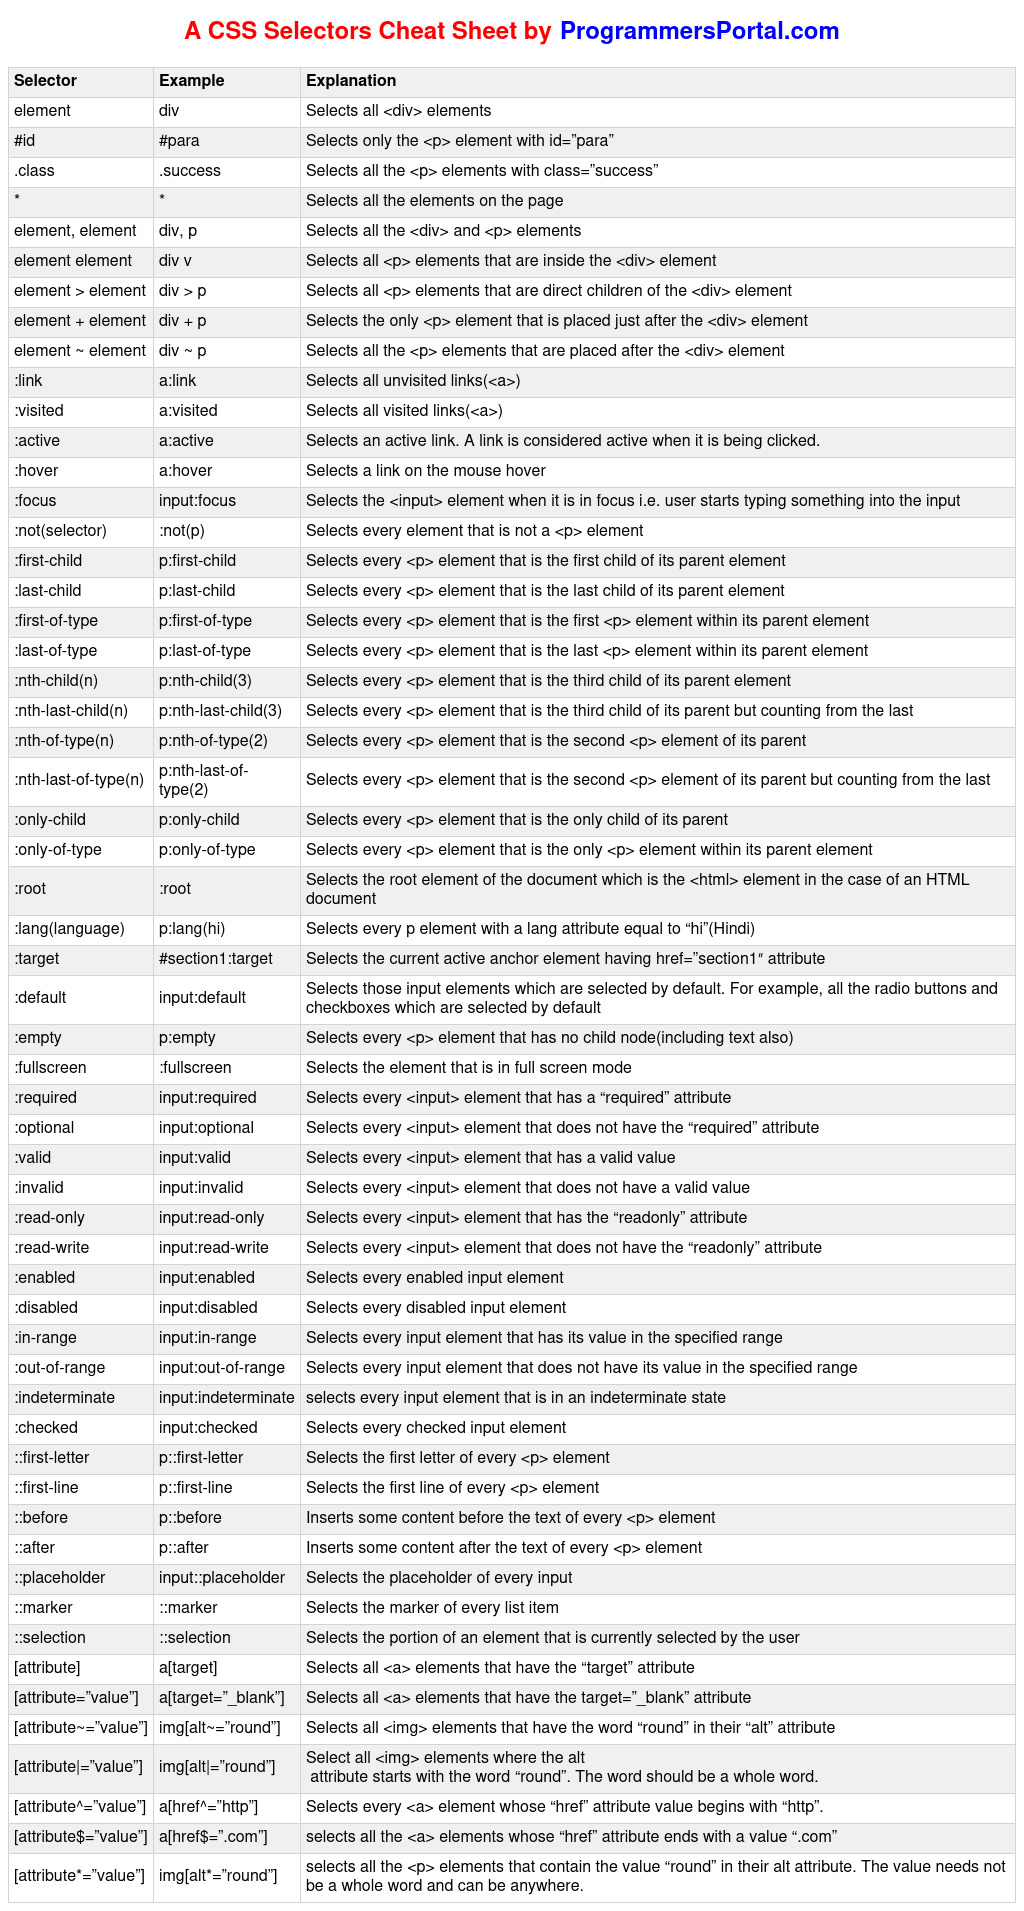 A CSS Selectors Cheat Sheet by ProgrammersPortal.com
Selector Example Explanation
element div Selects all <div> elements
#id #para Selects only the <p> element with id=”para”
.class .success Selects all the <p> elements with class=”success”
* * Selects all the elements on the page
element, element div, p Selects all the <div> and <p> elements
element element div v Selects all <p> elements that are inside the <div> element
element > element div > p Selects all <p> elements that are direct children of the <div> element
element + element div + p Selects the only <p> element that is placed just after the <div> element
element ~ element div ~ p Selects all the <p> elements that are placed after the <div> element
:link a:link Selects all unvisited links(<a>)
:visited a:visited Selects all visited links(<a>)
:active a:active Selects an active link. A link is considered active when it is being clicked.
:hover a:hover Selects a link on the mouse hover
:focus input:focus Selects the <input> element when it is in focus i.e. user starts typing something into the input
:not(selector) :not(p) Selects every element that is not a <p> element
:first-child p:first-child Selects every <p> element that is the first child of its parent element
:last-child p:last-child Selects every <p> element that is the last child of its parent element
:first-of-type p:first-of-type Selects every <p> element that is the first <p> element within its parent element
:last-of-type p:last-of-type Selects every <p> element that is the last <p> element within its parent element
:nth-child(n) p:nth-child(3) Selects every <p> element that is the third child of its parent element
:nth-last-child(n) p:nth-last-child(3) Selects every <p> element that is the third child of its parent but counting from the last
:nth-of-type(n) p:nth-of-type(2) Selects every <p> element that is the second <p> element of its parent
:nth-last-of-type(n) p:nth-last-of-
type(2) Selects every <p> element that is the second <p> element of its parent but counting from the last
:only-child p:only-child Selects every <p> element that is the only child of its parent
:only-of-type p:only-of-type Selects every <p> element that is the only <p> element within its parent element
:root :root Selects the root element of the document which is the <html> element in the case of an HTML
document
:lang(language) p:lang(hi) Selects every p element with a lang attribute equal to “hi”(Hindi)
:target #section1:target Selects the current active anchor element having href=”section1″ attribute
:default input:default Selects those input elements which are selected by default. For example, all the radio buttons and
checkboxes which are selected by default
:empty p:empty Selects every <p> element that has no child node(including text also)
:fullscreen :fullscreen Selects the element that is in full screen mode
:required input:required Selects every <input> element that has a “required” attribute
:optional input:optional Selects every <input> element that does not have the “required” attribute
:valid input:valid Selects every <input> element that has a valid value
:invalid input:invalid Selects every <input> element that does not have a valid value
:read-only input:read-only Selects every <input> element that has the “readonly” attribute
:read-write input:read-write Selects every <input> element that does not have the “readonly” attribute
:enabled input:enabled Selects every enabled input element
:disabled input:disabled Selects every disabled input element
:in-range input:in-range Selects every input element that has its value in the specified range
:out-of-range input:out-of-range Selects every input element that does not have its value in the specified range
:indeterminate input:indeterminate selects every input element that is in an indeterminate state
:checked input:checked Selects every checked input element
::first-letter p::first-letter Selects the first letter of every <p> element
::first-line p::first-line Selects the first line of every <p> element
::before p::before Inserts some content before the text of every <p> element
::after p::after Inserts some content after the text of every <p> element
::placeholder input::placeholder Selects the placeholder of every input
::marker ::marker Selects the marker of every list item
::selection ::selection Selects the portion of an element that is currently selected by the user
[attribute] a[target] Selects all <a> elements that have the “target” attribute
[attribute=”value”] a[target=”_blank”] Selects all <a> elements that have the target=”_blank” attribute
[attribute~=”value”] img[alt~=”round”] Selects all <img> elements that have the word “round” in their “alt” attribute
[attribute|=”value”] img[alt|=”round”] Select all <img> elements where the alt
attribute starts with the word “round”. The word should be a whole word.
[attribute^=”value”] a[href^=”http”] Selects every <a> element whose “href” attribute value begins with “http”.
[attribute$=”value”] a[href$=”.com”] selects all the <a> elements whose “href” attribute ends with a value “.com”
[attribute*=”value”] img[alt*=”round”] selects all the <p> elements that contain the value “round” in their alt attribute. The value needs not
be a whole word and can be anywhere.